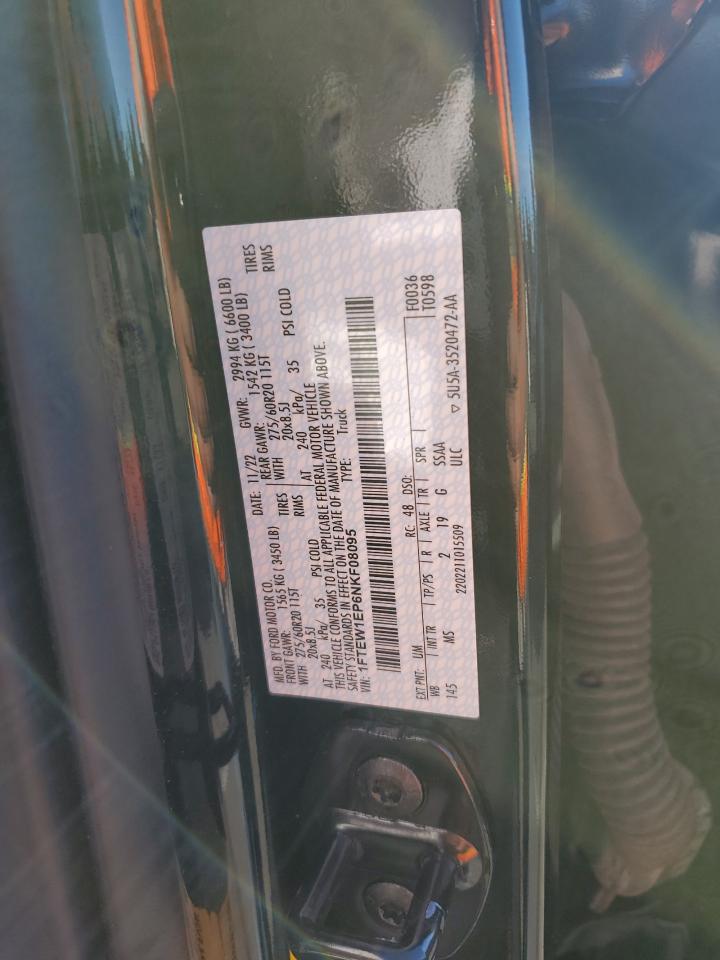 MFD. BY FORD MOTOR CO. DATE: 11/22 GVWR: 2994 KG ( 6600 LB)
FRONT GAWR: 1565 KG ( 3450 LB) REAR GAWR: 1542 KG ( 3400 LB)
WITH 275/60R20 115T TIRES WITH 275/60R20 115T TIRES
20x8.5J RIMS 20x8.5J RIMS
AT 240 kPa/ 35 PSI COLD AT 240 kPa/ 35 PSI COLD
THIS VEHICLE CONFORMS TO ALL APPLICABLE FEDERAL MOTOR VEHICLE
SAFETY STANDARDS IN EFFECT ON THE DATE OF MANUFACTURE SHOWN ABOVE.
VIN: 1FTEW1EP6NKF08095 TYPE: Truck
F0036
EXT PNT: UM RC: 48 DSO: T0598
WB INT TR TP/PS R AXLE TR SPR
145 MS 2 19 G SSAA
2202211015509 ULC
▽ 5U5A-3520472-AA